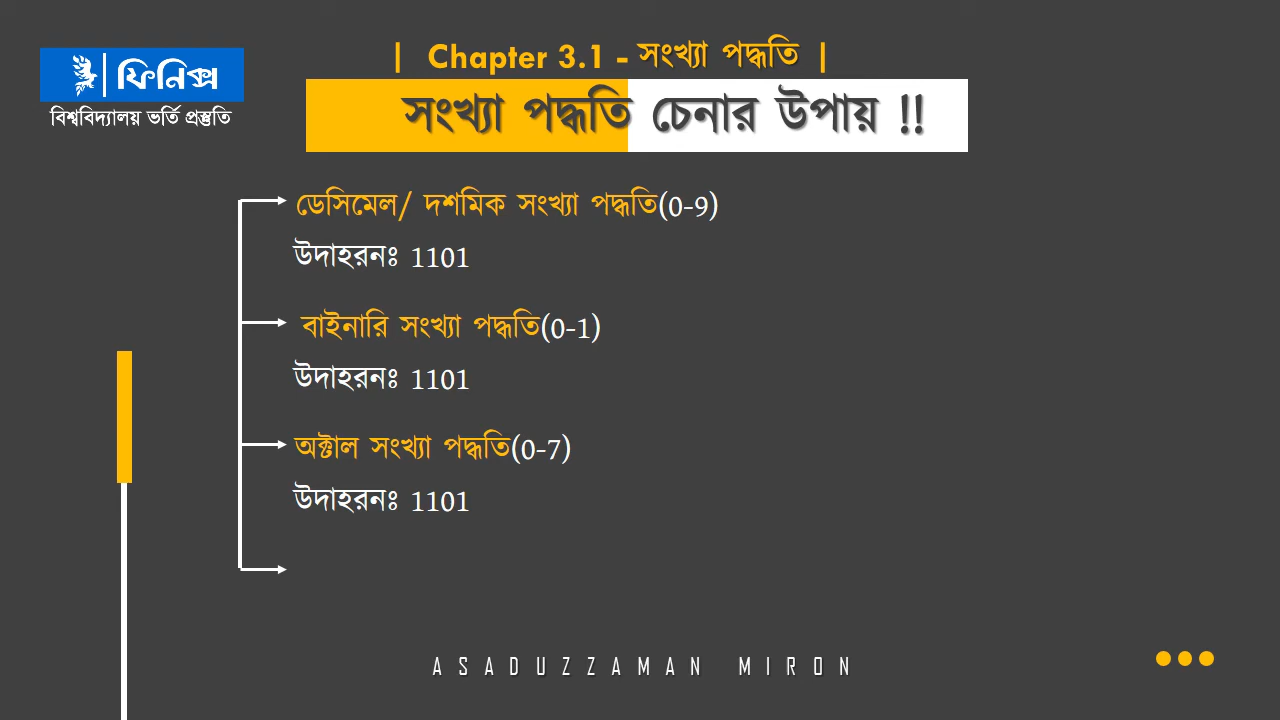 ফিনিক্স
বিশ্ববিদ্যালয় ভর্তি প্রস্তুতি
| Chapter 3.1 - সংখ্যা পদ্ধতি |
সংখ্যা পদ্ধতি চেনার উপায় !!
ডেসিমেল/ দশমিক সংখ্যা পদ্ধতি(0-9)
উদাহরনঃ 1101
বাইনারি সংখ্যা পদ্ধতি(0-1)
উদাহরনঃ 1101
অক্টাল সংখ্যা পদ্ধতি(0-7)
উদাহরনঃ 1101
ASADUZZAMAN MIRON